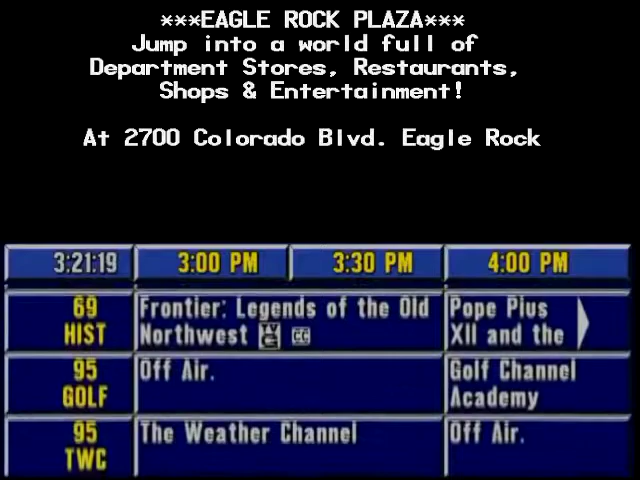 ***EAGLE ROCK PLAZA***
Jump into a world full of
Department Stores, Restaurants,
Shops & Entertainment!
At 2700 Colorado Blvd. Eagle Rock
3:21:19 3:00 PM 3:30 PM 4:00 PM
69
HIST
Frontier: Legends of the Old
Northwest TV G CC
Pope Pius
XII and the
95
GOLF
Off Air.
Golf Channel
Academy
95
TWC
The Weather Channel
Off Air.